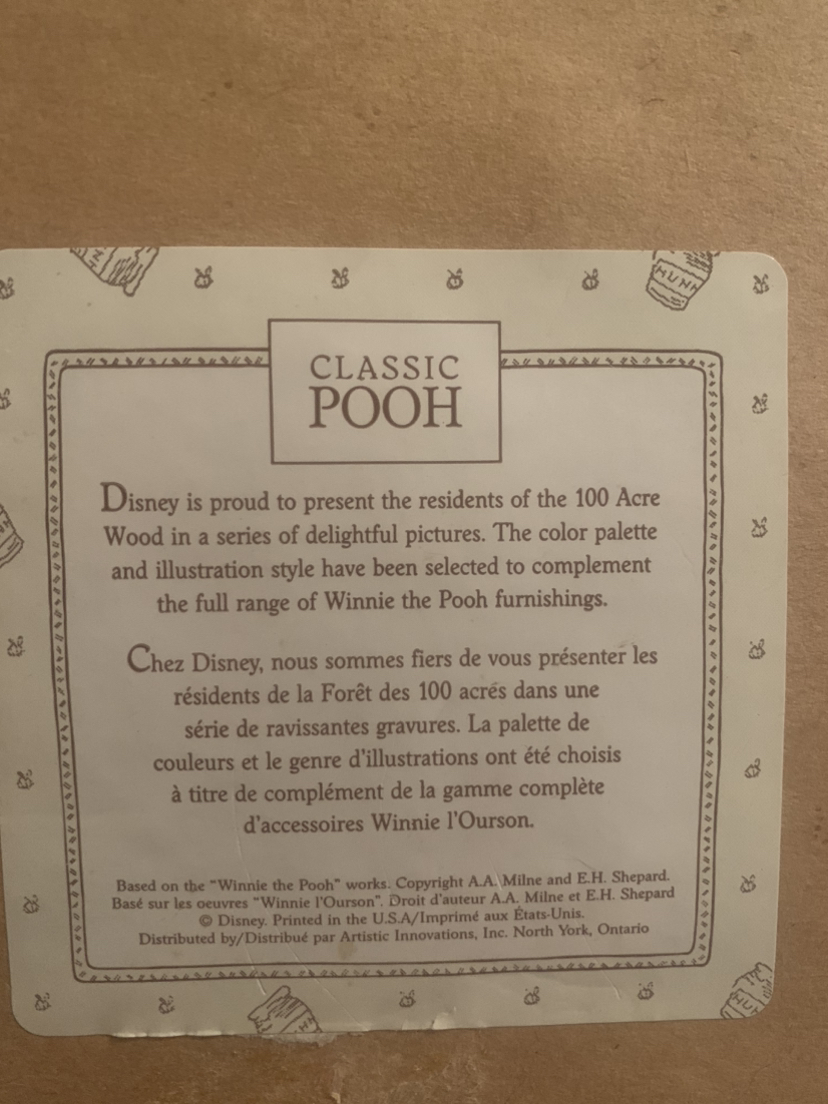 HUNN
CLASSIC
POOH
Disney is proud to present the residents of the 100 Acre
Wood in a series of delightful pictures. The color palette
and illustration style have been selected to complement
the full range of Winnie the Pooh furnishings.
Chez Disney, nous sommes fiers de vous présenter les
résidents de la Forêt des 100 acres dans une
série de ravissantes gravures. La palette de
couleurs et le genre d'illustrations ont été choisis
à titre de complément de la gamme complète
d'accessoires Winnie l'Ourson.
Based on the "Winnie the Pooh" works. Copyright A.A. Milne and E.H. Shepard.
Basé sur les oeuvres "Winnie l'Ourson". Droit d'auteur A.A. Milne et E.H. Shepard
© Disney. Printed in the U.S.A/Imprimé aux États-Unis.
Distributed by/Distribué par Artistic Innovations, Inc. North York, Ontario